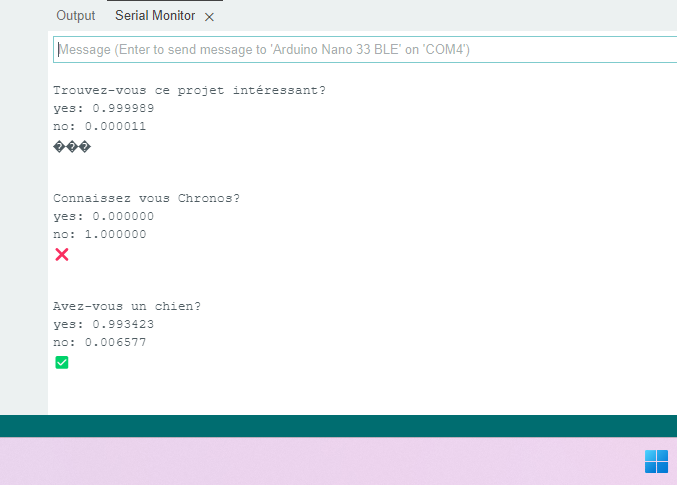 Output
Serial Monitor
Message (Enter to send message to 'Arduino Nano 33 BLE' on 'COM4')
Trouvez-vous ce projet intéressant?
yes: 0.999989
no: 0.000011
���
Connaissez vous Chronos?
yes: 0.000000
no: 1.000000
❌
Avez-vous un chien?
yes: 0.993423
no: 0.006577
✅